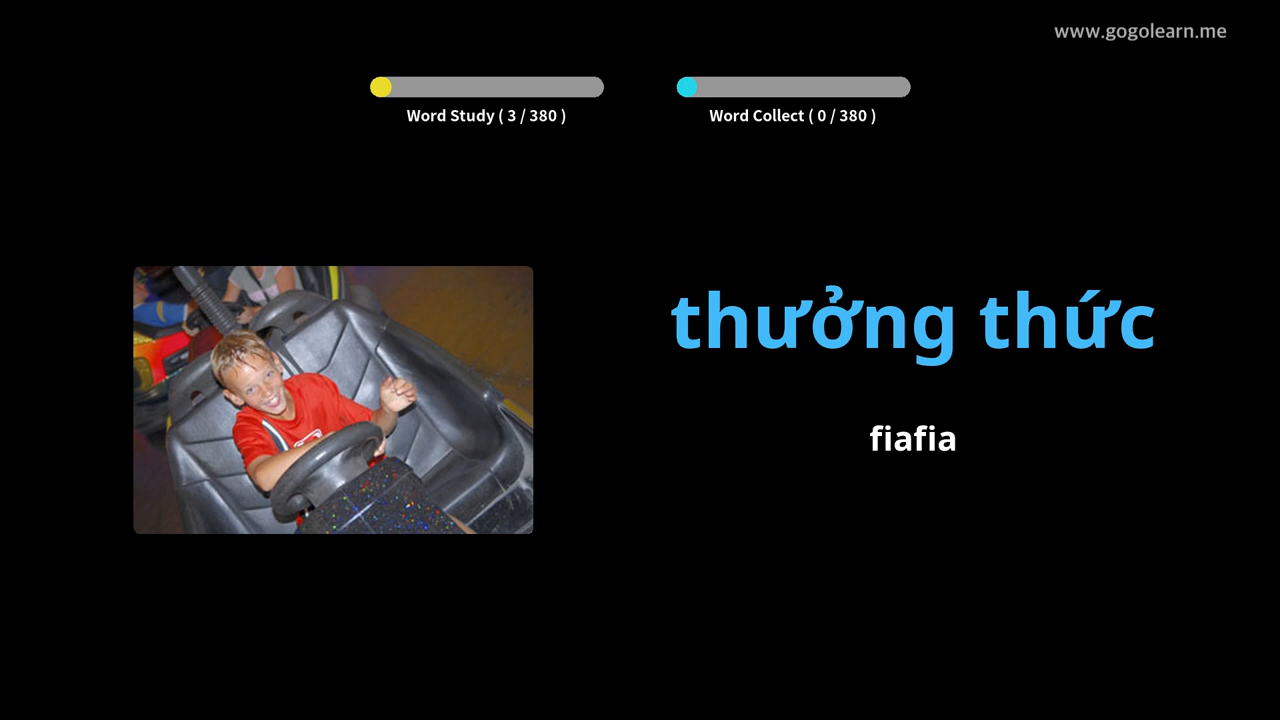 www.gogolearn.me
Word Study ( 3 / 380 )
Word Collect ( 0 / 380 )
thưởng thức
fiafia